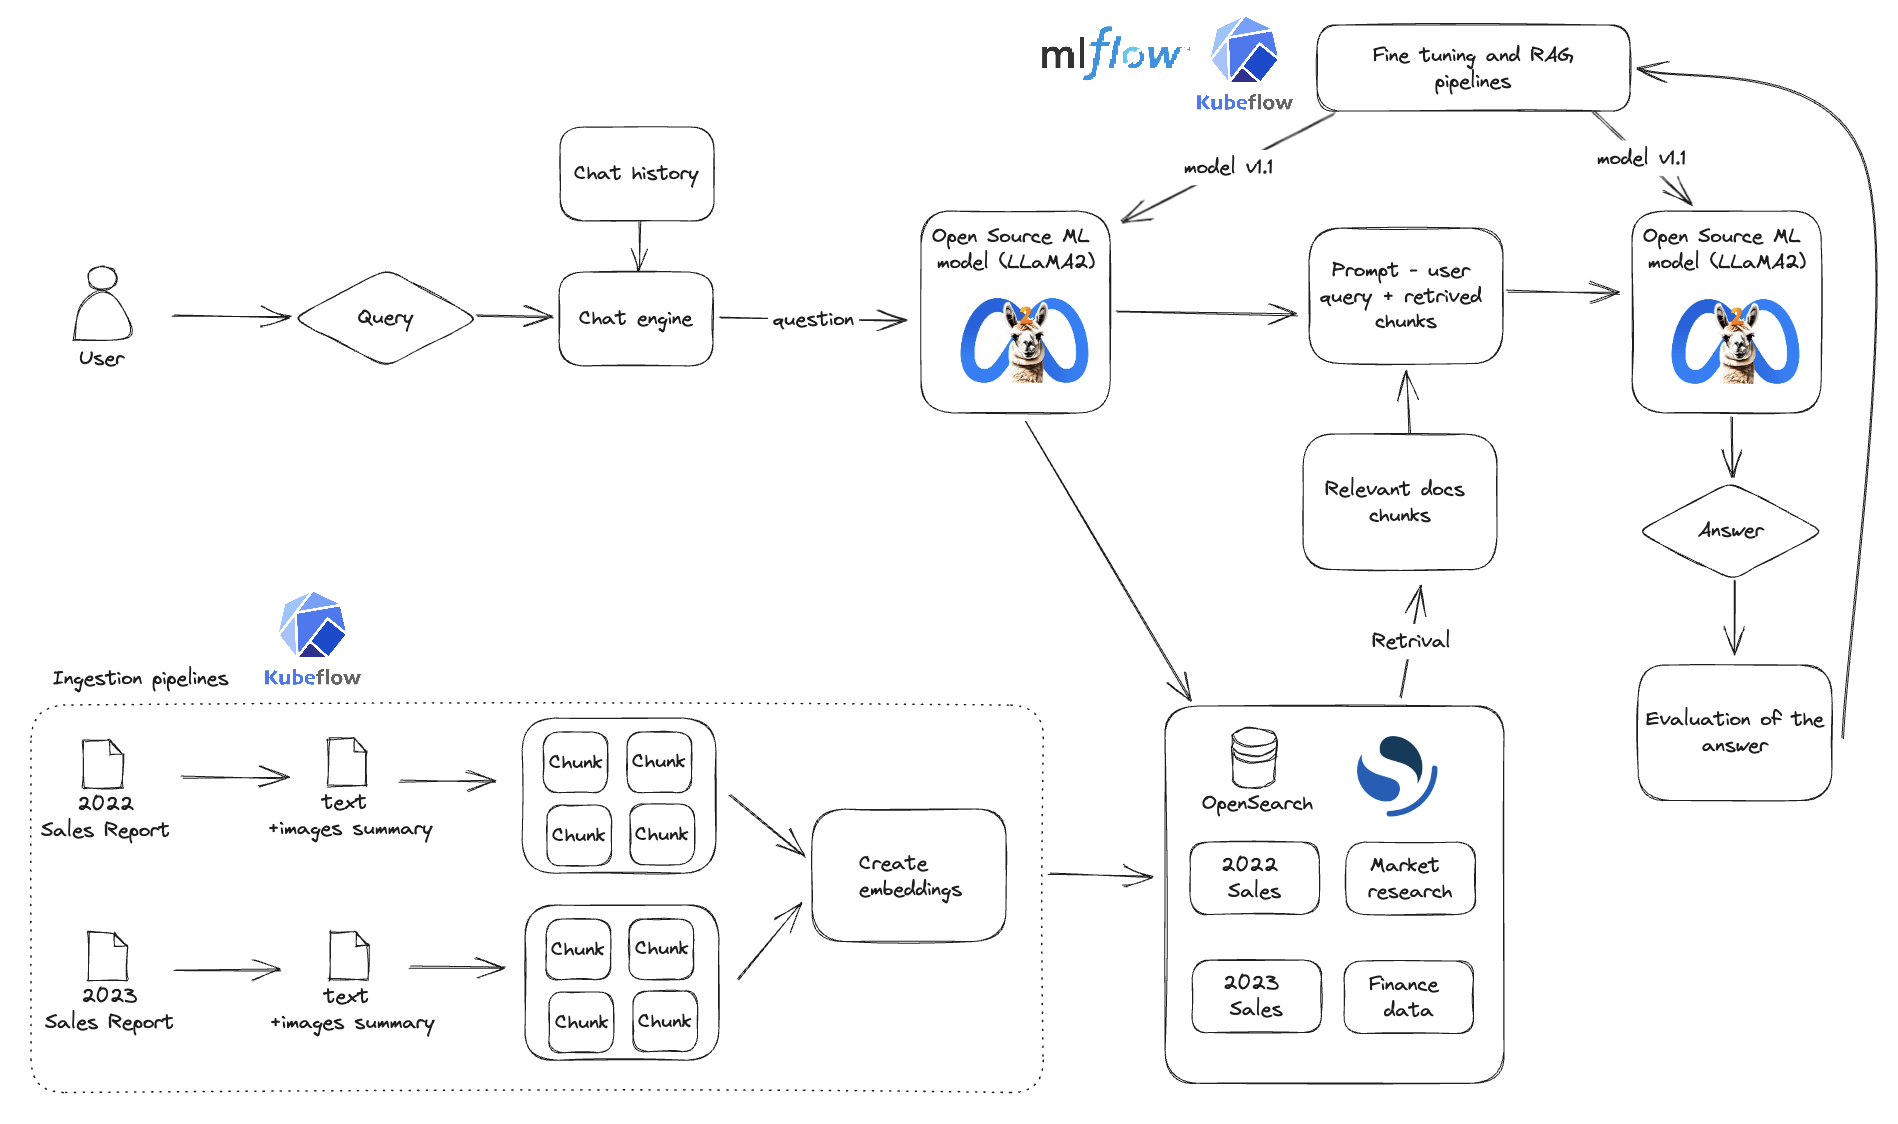 mlflow
Kubeflow
Fine tuning and RAG
pipelines
model v1.1
model v1.1
Chat history
User
Query
Chat engine
question
Open Source ML
model (LLaMA2)
2
Prompt - user
query + retrived
chunks
Open Source ML
model (LLaMA2)
2
Relevant docs
chunks
Answer
Retrival
Evaluation of the
answer
Ingestion pipelines
Kubeflow
2022
Sales Report
text
+images summary
Chunk
Chunk
Chunk
Chunk
Create
embeddings
2023
Sales Report
text
+images summary
Chunk
Chunk
Chunk
Chunk
OpenSearch
2022
Sales
Market
research
2023
Sales
Finance
data